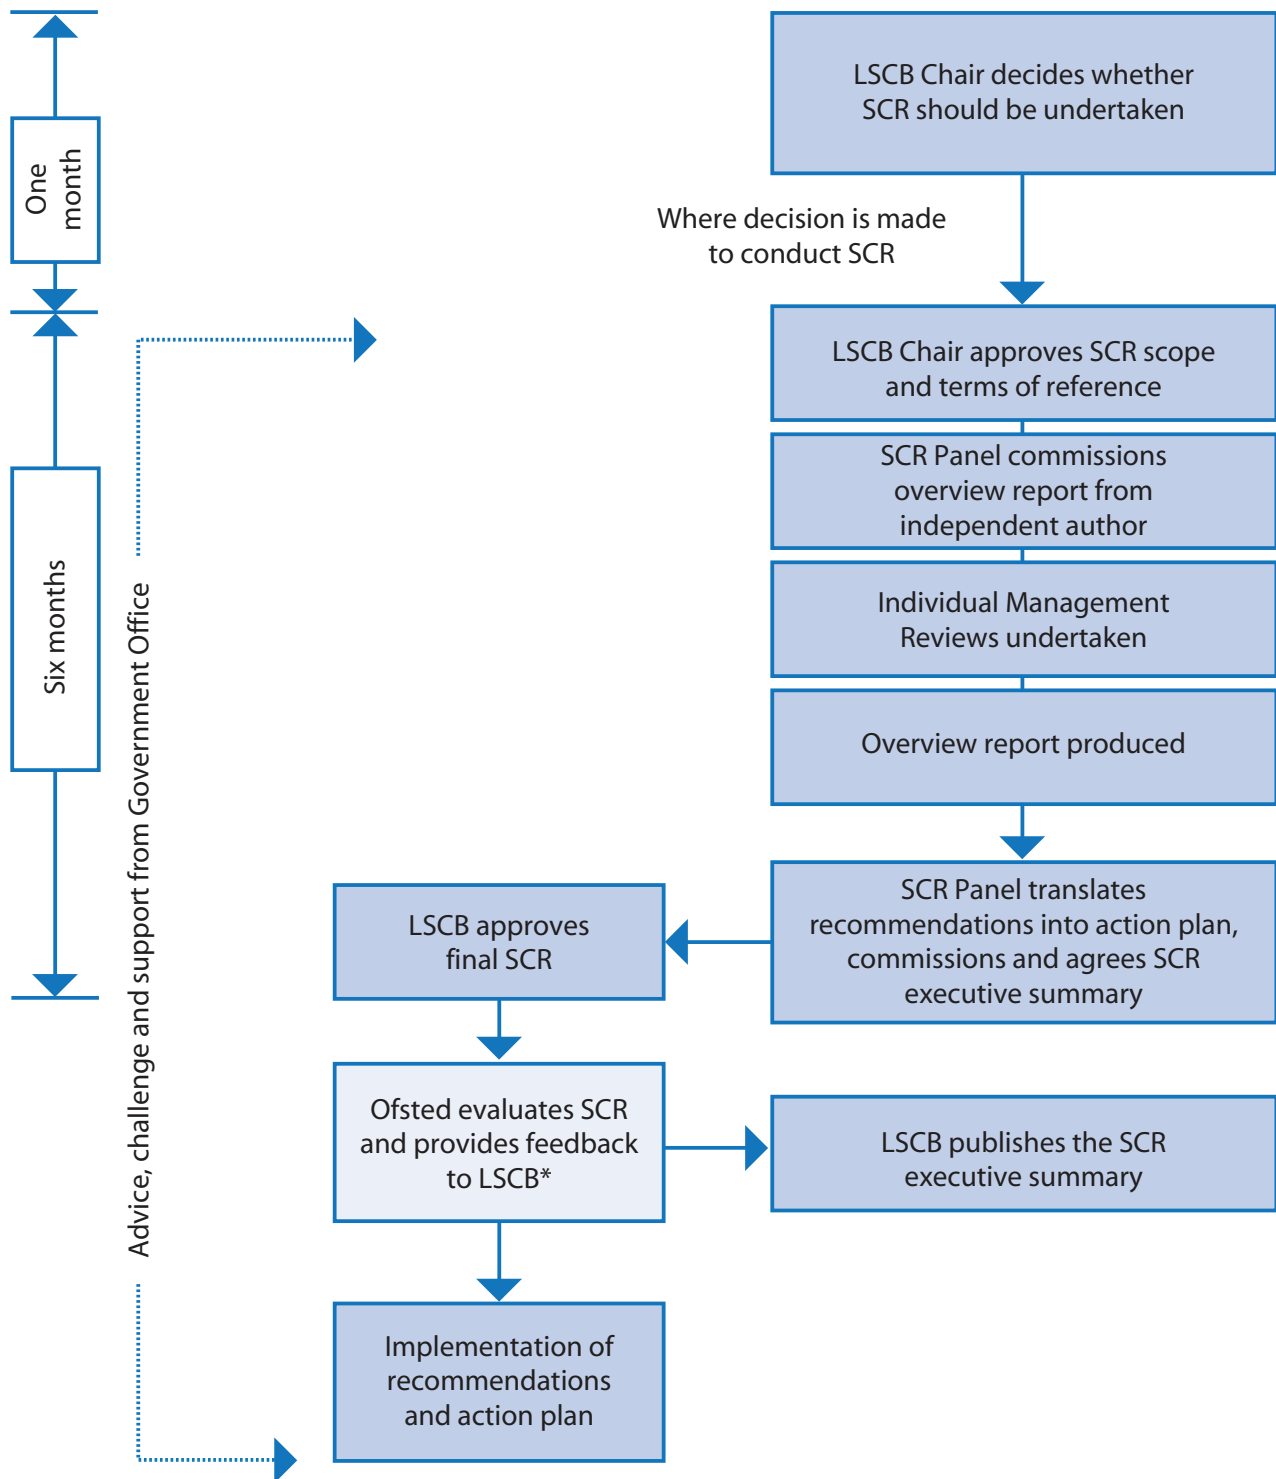 LSCB Chair decides whether
SCR should be undertaken
One
month
Where decision is made
to conduct SCR
LSCB Chair approves SCR scope
and terms of reference
SCR Panel commissions
overview report from
independent author
Six months
Advice, challenge and support from Government Office
Individual Management
Reviews undertaken
Overview report produced
SCR Panel translates
recommendations into action plan,
commissions and agrees SCR
executive summary
LSCB approves
final SCR
Ofsted evaluates SCR
and provides feedback
to LSCB*
LSCB publishes the SCR
executive summary
Implementation of
recommendations
and action plan